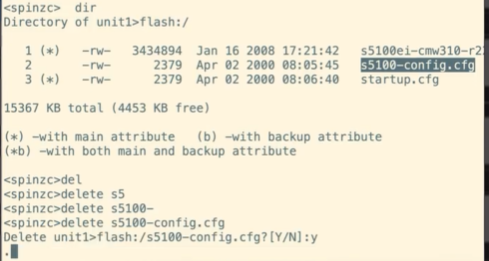 <spinzc> dir
Directory of unit1>flash:/
1 (*) -rw- 3434894 Jan 16 2008 17:21:42 s5100ei-cmw310-r22
2 -rw- 2379 Apr 02 2000 08:05:45 s5100-config.cfg
3 (*) -rw- 2379 Apr 02 2000 08:06:40 startup.cfg
15367 KB total (4453 KB free)
(*) -with main attribute (b) -with backup attribute
(*b) -with both main and backup attribute
<spinzc>del
<spinzc>delete s5
<spinzc>delete s5100-
<spinzc>delete s5100-config.cfg
Delete unit1>flash:/s5100-config.cfg?[Y/N]:y
.